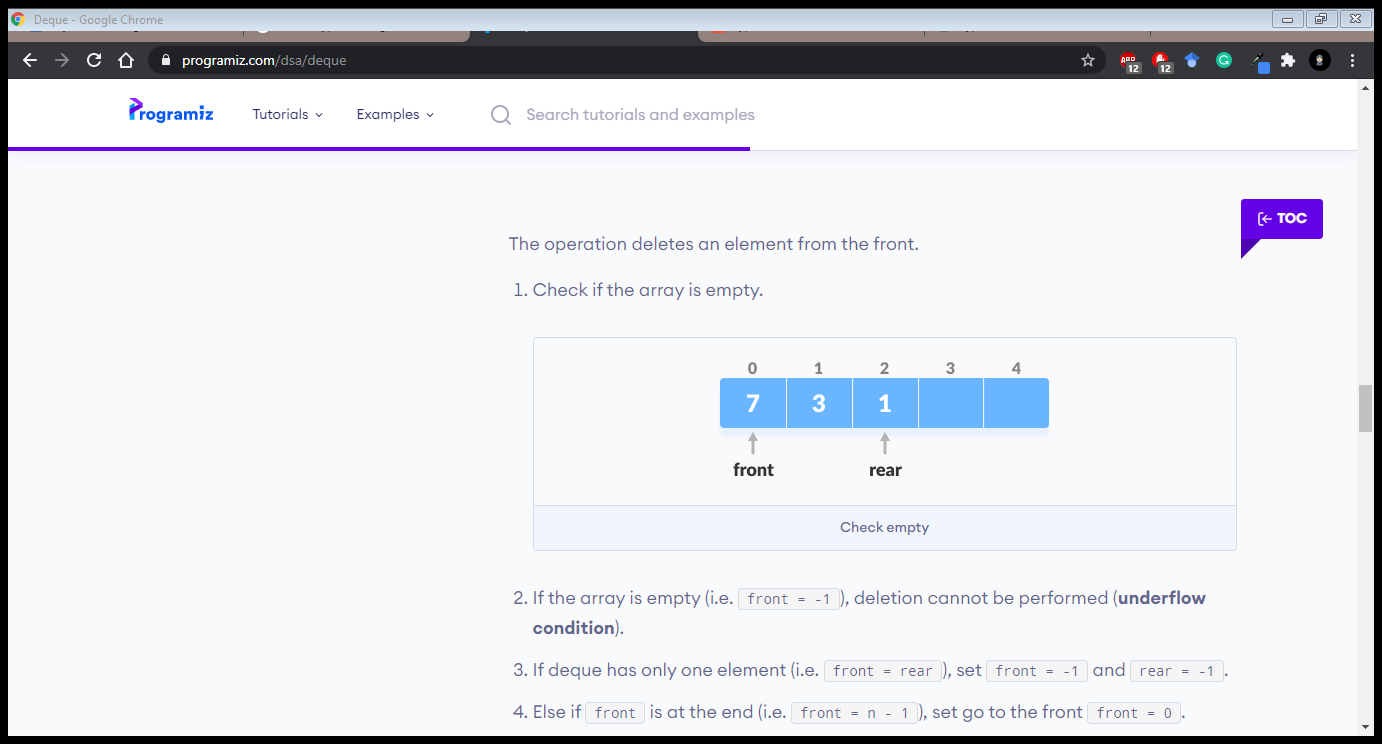 Deque - Google Chrome
programiz.com/dsa/deque
ABP
12
12
G
Programiz
Tutorials
Examples
Search tutorials and examples
TOC
The operation deletes an element from the front.
1. Check if the array is empty.
0 1 2 3 4
7 3 1
front rear
Check empty
2. If the array is empty (i.e. front = -1), deletion cannot be performed (underflow
condition).
3. If deque has only one element (i.e. front = rear), set front = -1 and rear = -1.
4. Else if front is at the end (i.e. front = n - 1), set go to the front front = 0.